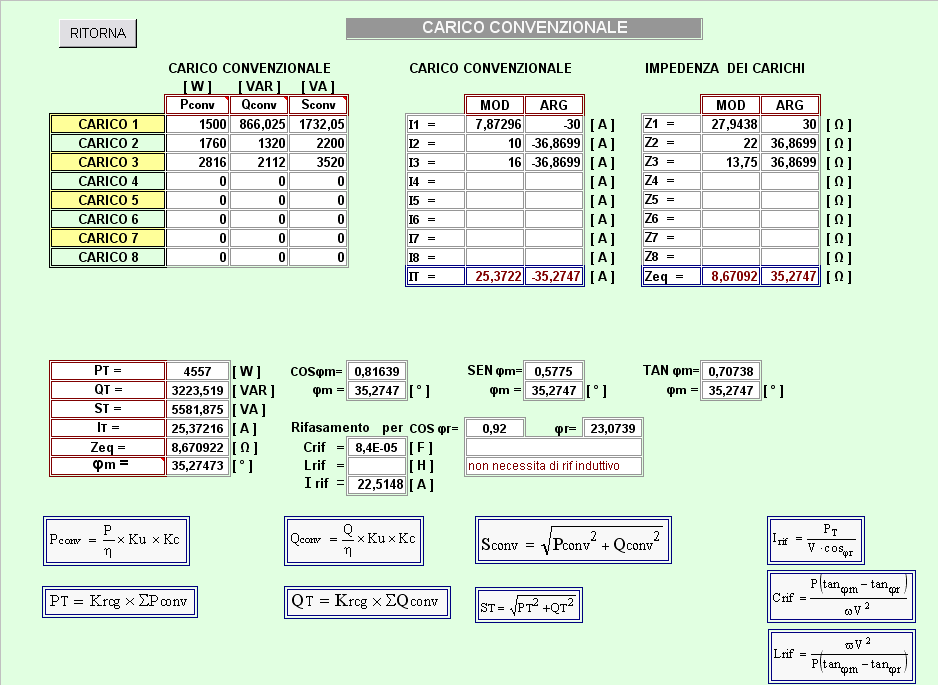 RITORNA
CARICO CONVENZIONALE
CARICO CONVENZIONALE CARICO CONVENZIONALE IMPEDENZA DEI CARICHI
[ W ] [ VAR ] [ VA ]
Pconv Qconv Sconv MOD ARG MOD ARG
CARICO 1 1500 866,025 1732,05 I1 = 7,87296 -30 [ A ] Z1 = 27,9438 30 [ Ω ]
CARICO 2 1760 1320 2200 I2 = 10 -36,8699 [ A ] Z2 = 22 36,8699 [ Ω ]
CARICO 3 2816 2112 3520 I3 = 16 -36,8699 [ A ] Z3 = 13,75 36,8699 [ Ω ]
CARICO 4 0 0 0 I4 = [ A ] Z4 = [ Ω ]
CARICO 5 0 0 0 I5 = [ A ] Z5 = [ Ω ]
CARICO 6 0 0 0 I6 = [ A ] Z6 = [ Ω ]
CARICO 7 0 0 0 I7 = [ A ] Z7 = [ Ω ]
CARICO 8 0 0 0 I8 = [ A ] Z8 = [ Ω ]
IT = 25,3722 -35,2747 [ A ] Zeq = 8,67092 35,2747 [ Ω ]
PT = 4557 [ W ] COSφm= 0,81639 SEN φm= 0,5775 TAN φm= 0,70738
QT = 3223,519 [ VAR ] φm = 35,2747 [ ° ] φm = 35,2747 [ ° ] φm = 35,2747 [ ° ]
ST = 5581,875 [ VA ]
IT = 25,37216 [ A ] Rifasamento per COS φr= 0,92 φr= 23,0739
Zeq = 8,670922 [ Ω ] Crif = 8,4E-05 [ F ]
φm = 35,27473 [ ° ] Lrif = [ H ] non necessita di rif induttivo
I rif = 22,5148 [ A ]
Pconv = P/η × Ku × Kc Qconv = Q/η × Ku × Kc Sconv = √(Pconv² + Qconv²) Irif = PT / (V · cosφr)
PT = Krcg × ΣPconv QT = Krcg × ΣQconv ST = √(PT² + QT²) Crif = P(tanφm − tanφr) / ωV²
Lrif = ϖV² / P(tanφm − tanφr)